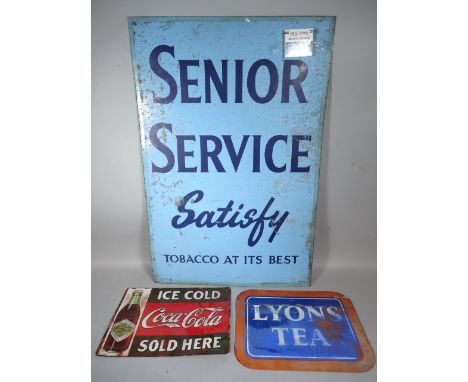 SENIOR
SERVICE
Satisfy
TOBACCO AT ITS BEST
ICE COLD
Coca-Cola
SOLD HERE
LYONS
TEA